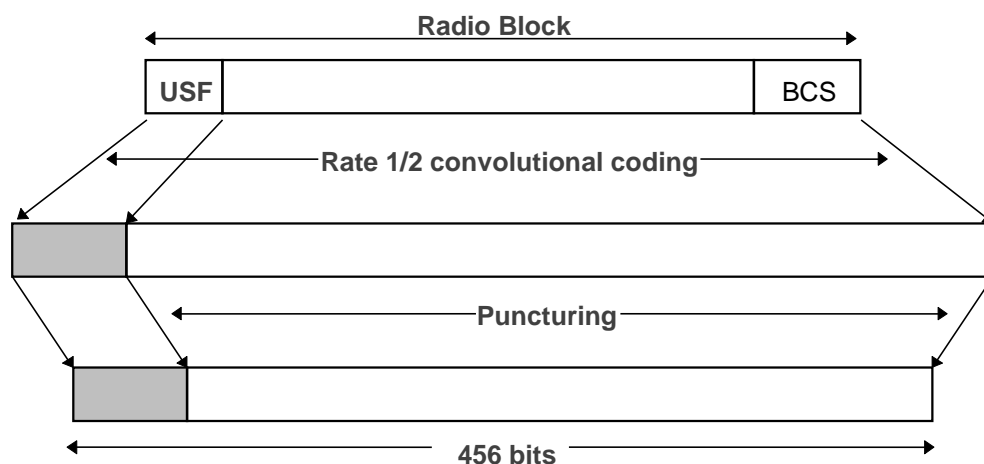 Radio Block
USF
BCS
Rate 1/2 convolutional coding
Puncturing
456 bits